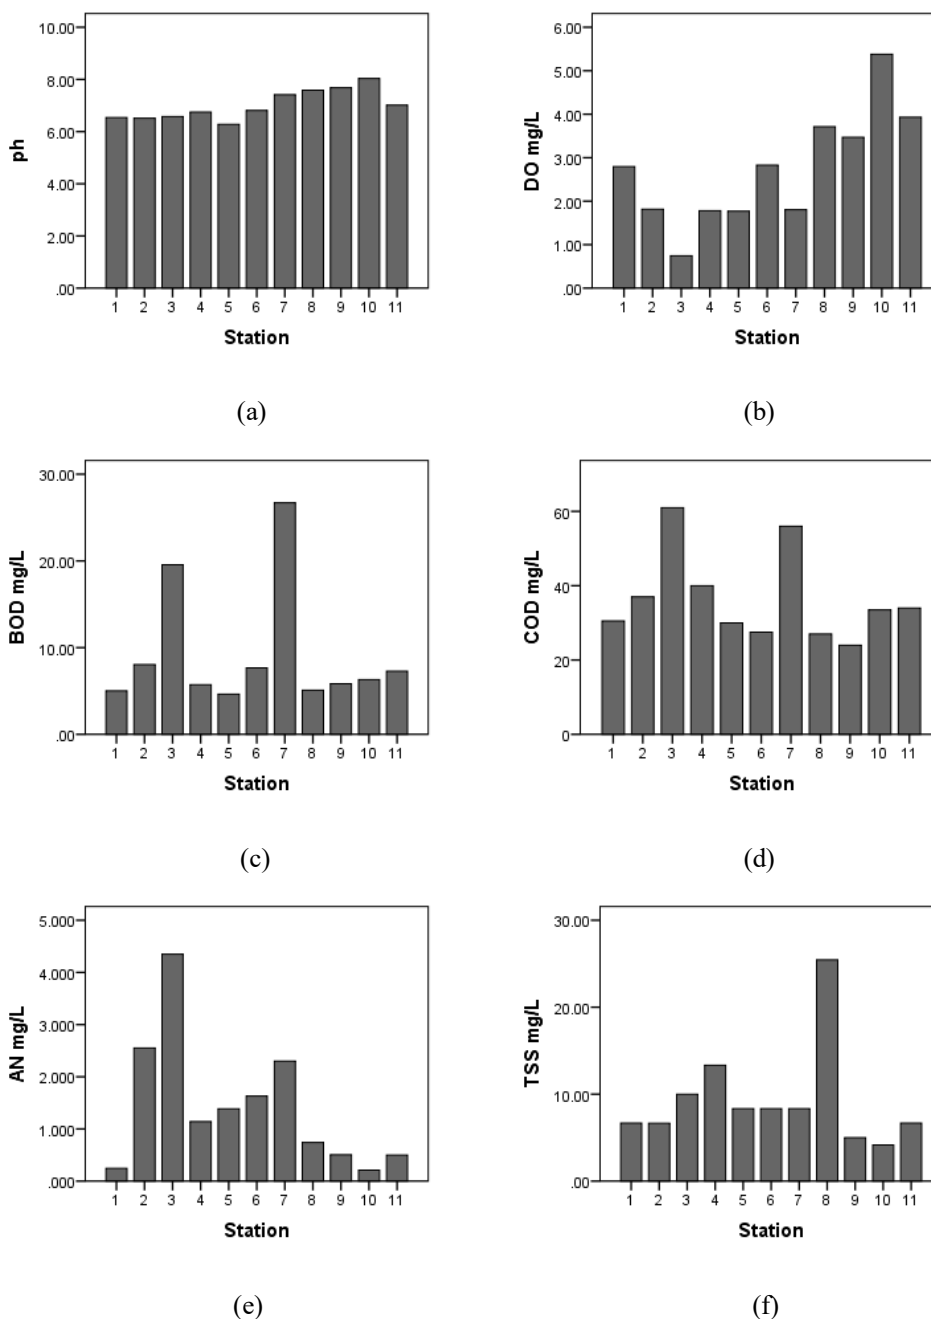 10.00
8.00
6.00
4.00
2.00
.00
ph
1 2 3 4 5 6 7 8 9 10 11
Station
(a)
6.00
5.00
4.00
3.00
2.00
1.00
.00
DO mg/L
1 2 3 4 5 6 7 8 9 10 11
Station
(b)
30.00
20.00
10.00
.00
BOD mg/L
1 2 3 4 5 6 7 8 9 10 11
Station
(c)
60
40
20
0
COD mg/L
1 2 3 4 5 6 7 8 9 10 11
Station
(d)
5.000
4.000
3.000
2.000
1.000
.000
AN mg/L
1 2 3 4 5 6 7 8 9 10 11
Station
(e)
30.00
20.00
10.00
.00
TSS mg/L
1 2 3 4 5 6 7 8 9 10 11
Station
(f)